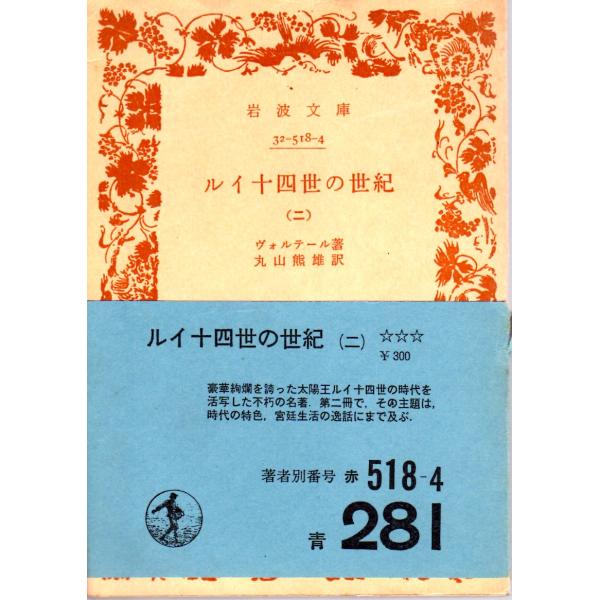 岩波文庫
32-518-4
ルイ十四世の世紀
(二)
ヴォルテール著
丸山熊雄訳
ルイ十四世の世紀 (二) ☆☆☆
¥300
豪華絢爛を誇った太陽王ルイ十四世の時代を
活写した不朽の名著. 第二冊で, その主題は,
時代の特色, 宮廷生活の逸話にまで及ぶ.
著者別番号 赤 518-4
青 281